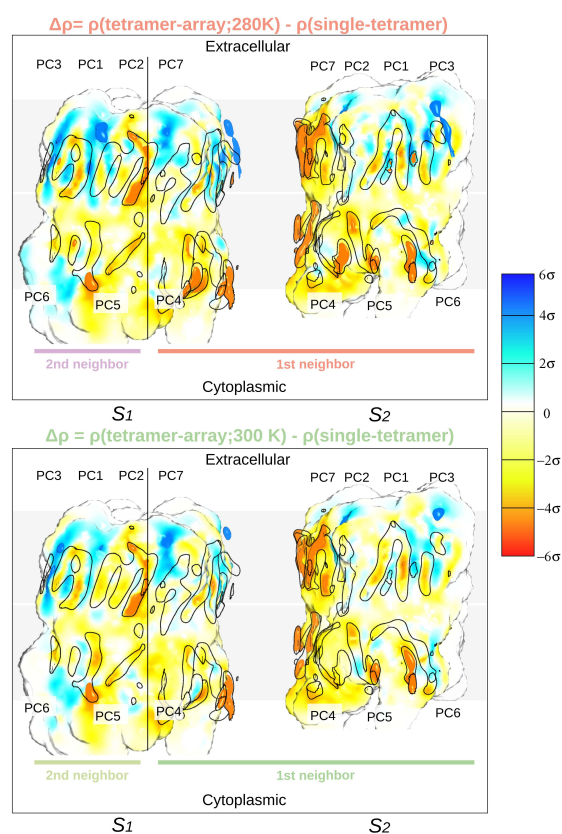 Δρ= ρ(tetramer-array;280K) - ρ(single-tetramer)
Extracellular
PC3 PC1 PC2 PC7 PC7 PC2 PC1 PC3
PC6 PC5 PC4 PC4 PC5 PC6
2nd neighbor 1st neighbor
Cytoplasmic
S1 S2
Δρ = ρ(tetramer-array;300 K) - ρ(single-tetramer)
Extracellular
PC3 PC1 PC2 PC7 PC7 PC2 PC1 PC3
PC6 PC5 PC4 PC4 PC5 PC6
2nd neighbor 1st neighbor
Cytoplasmic
S1 S2
6σ
4σ
2σ
0
−2σ
−4σ
−6σ